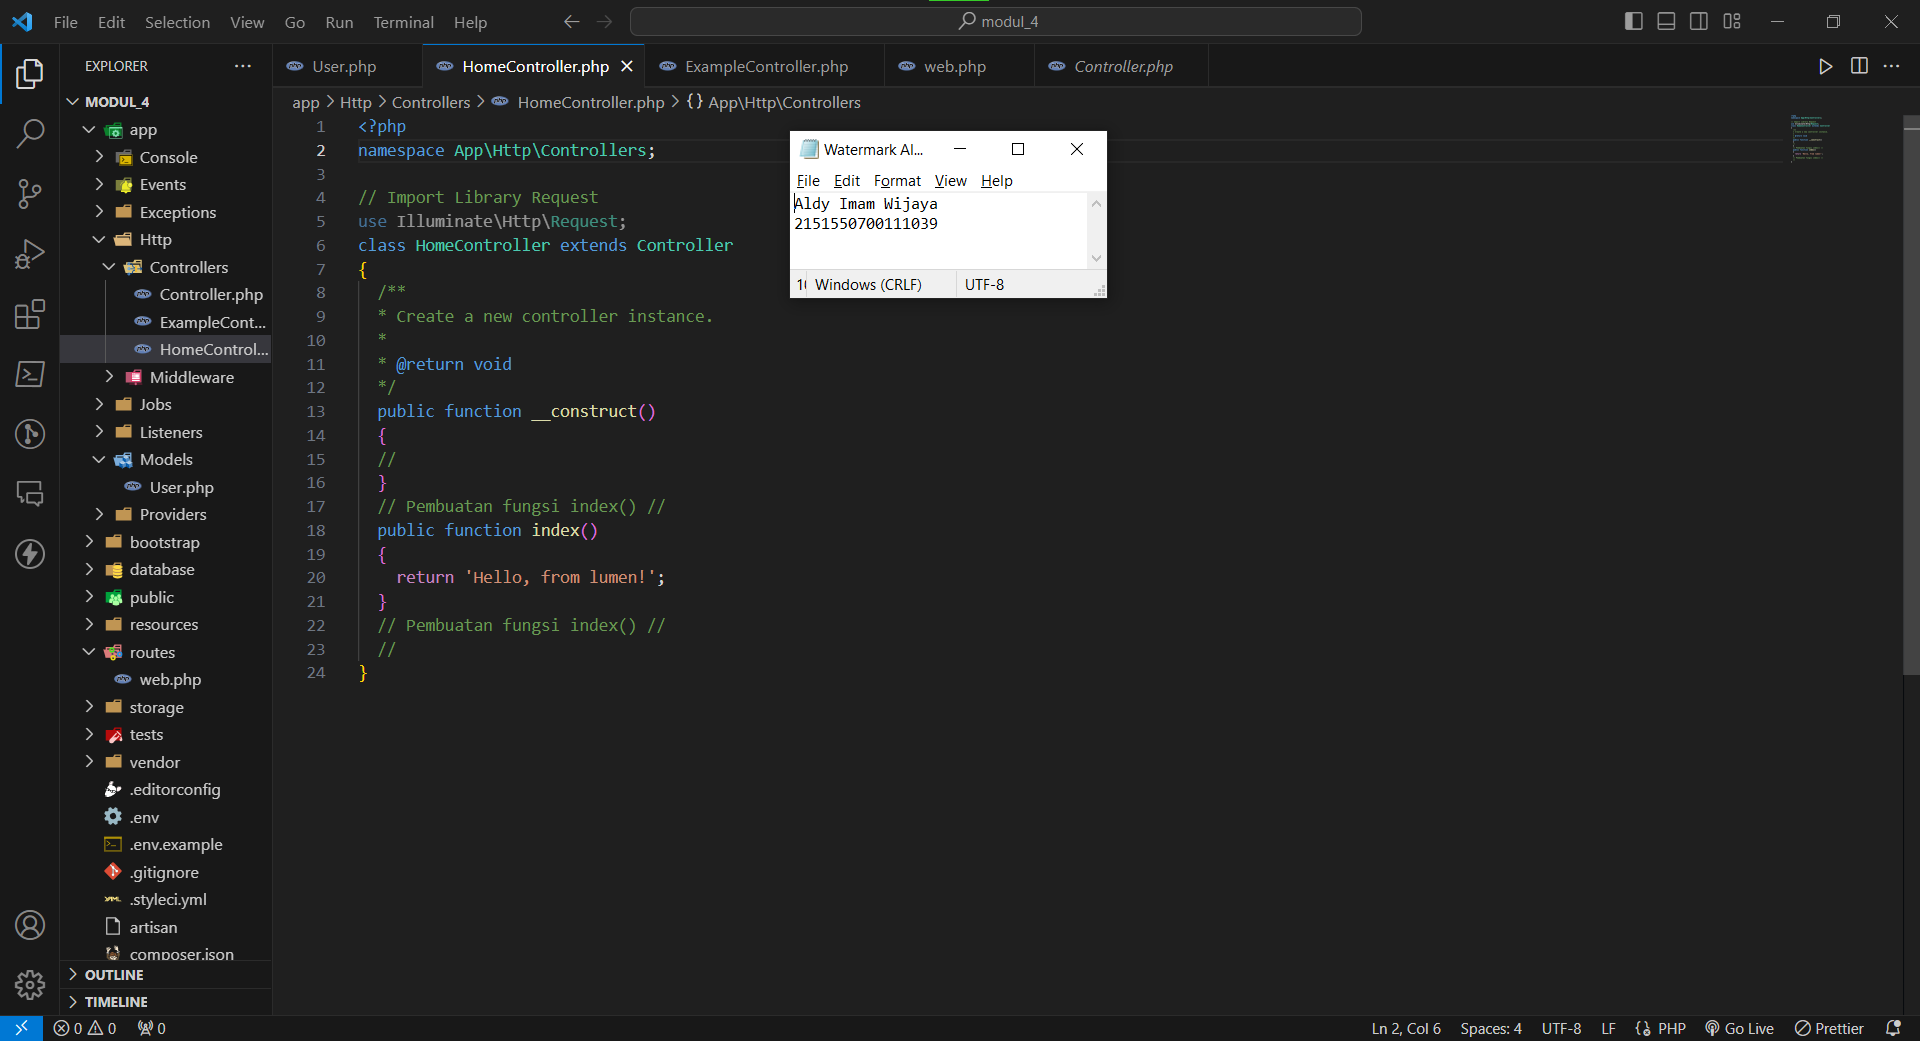 File Edit Selection View Go Run Terminal Help
modul_4
EXPLORER
User.php
HomeController.php
ExampleController.php
web.php
Controller.php
app > Http > Controllers > HomeController.php > {} App\Http\Controllers
MODUL_4
app
Console
Events
Exceptions
Http
Controllers
Controller.php
ExampleCont...
HomeControl...
Middleware
Jobs
Listeners
Models
User.php
Providers
bootstrap
database
public
resources
routes
web.php
storage
tests
vendor
.editorconfig
.env
.env.example
.gitignore
.styleci.yml
artisan
composer.json
OUTLINE
TIMELINE
1 <?php
2 namespace App\Http\Controllers;
3
4 // Import Library Request
5 use Illuminate\Http\Request;
6 class HomeController extends Controller
7 {
8 /**
9 * Create a new controller instance.
10 *
11 * @return void
12 */
13 public function __construct()
14 {
15 //
16 }
17 // Pembuatan fungsi index() //
18 public function index()
19 {
20 return 'Hello, from lumen!';
21 }
22 // Pembuatan fungsi index() //
23 //
24 }
Watermark Al...
File Edit Format View Help
Aldy Imam Wijaya
2151550700111039
Windows (CRLF) UTF-8
0 0 0
Ln 2, Col 6 Spaces: 4 UTF-8 LF PHP Go Live Prettier